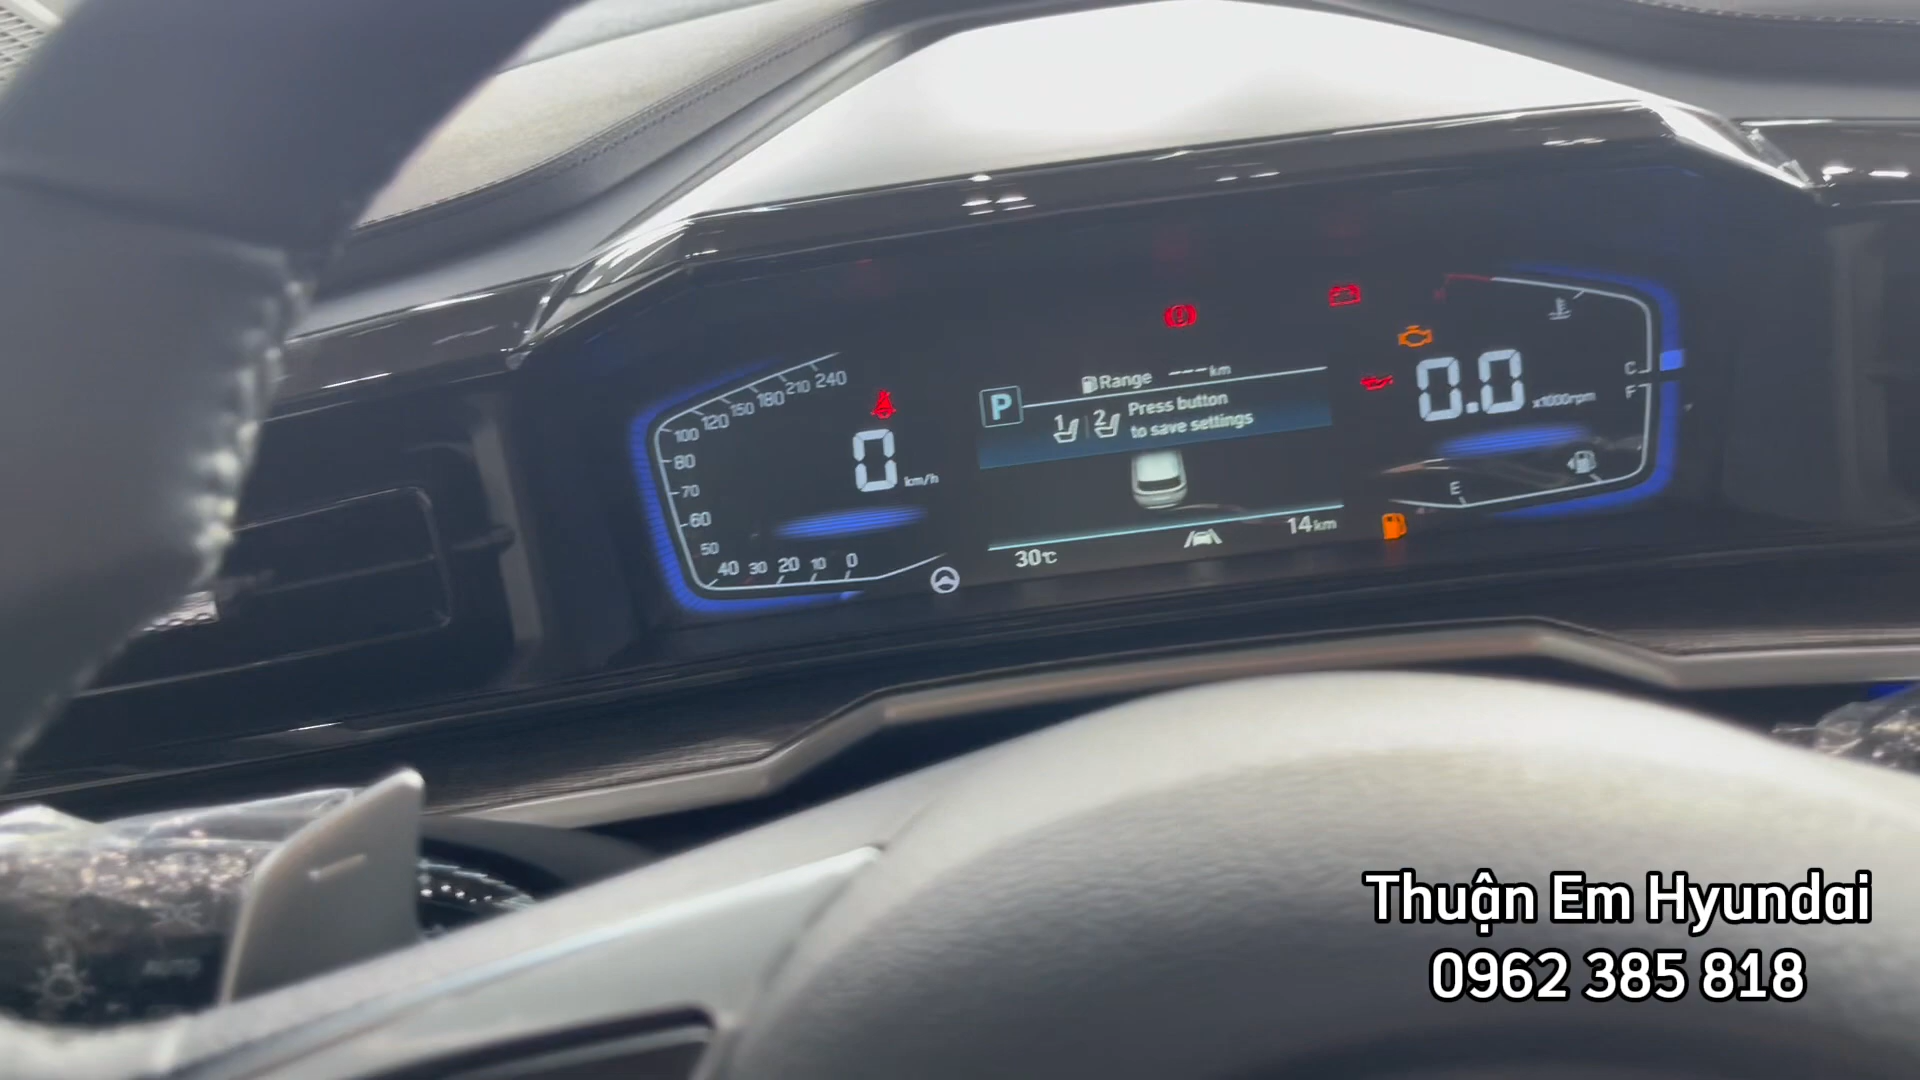 240
210
180
150
120
100
80
70
60
50
40 30 20 10 0
0 km/h
Range ---km
P
1 2 Press button
to save settings
30℃
14km
0.0 x1000rpm
C
F
E
AUTO
Thuận Em Hyundai
0962 385 818